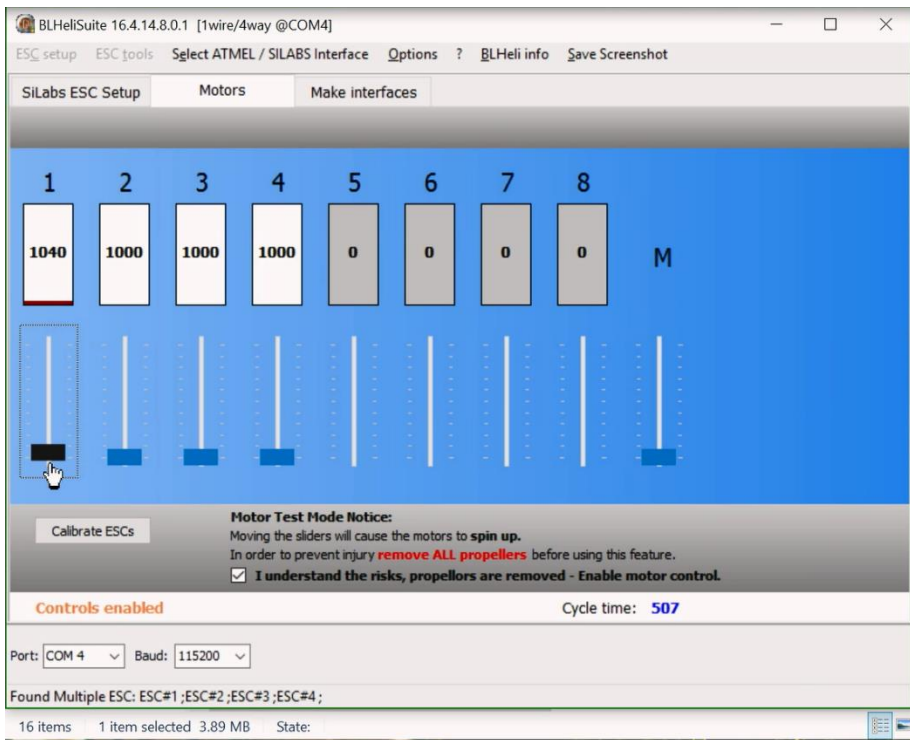 BLHeliSuite 16.4.14.8.0.1 [1wire/4way @COM4]
ESC setup ESC tools Select ATMEL / SILABS Interface Options ? BLHeli info Save Screenshot
SiLabs ESC Setup Motors Make interfaces
1 2 3 4 5 6 7 8
1040 1000 1000 1000 0 0 0 0 M
Calibrate ESCs
Motor Test Mode Notice:
Moving the sliders will cause the motors to spin up.
In order to prevent injury remove ALL propellers before using this feature.
I understand the risks, propellors are removed - Enable motor control.
Controls enabled Cycle time: 507
Port: COM 4 Baud: 115200
Found Multiple ESC: ESC#1 ;ESC#2 ;ESC#3 ;ESC#4 ;
16 items 1 item selected 3.89 MB State: